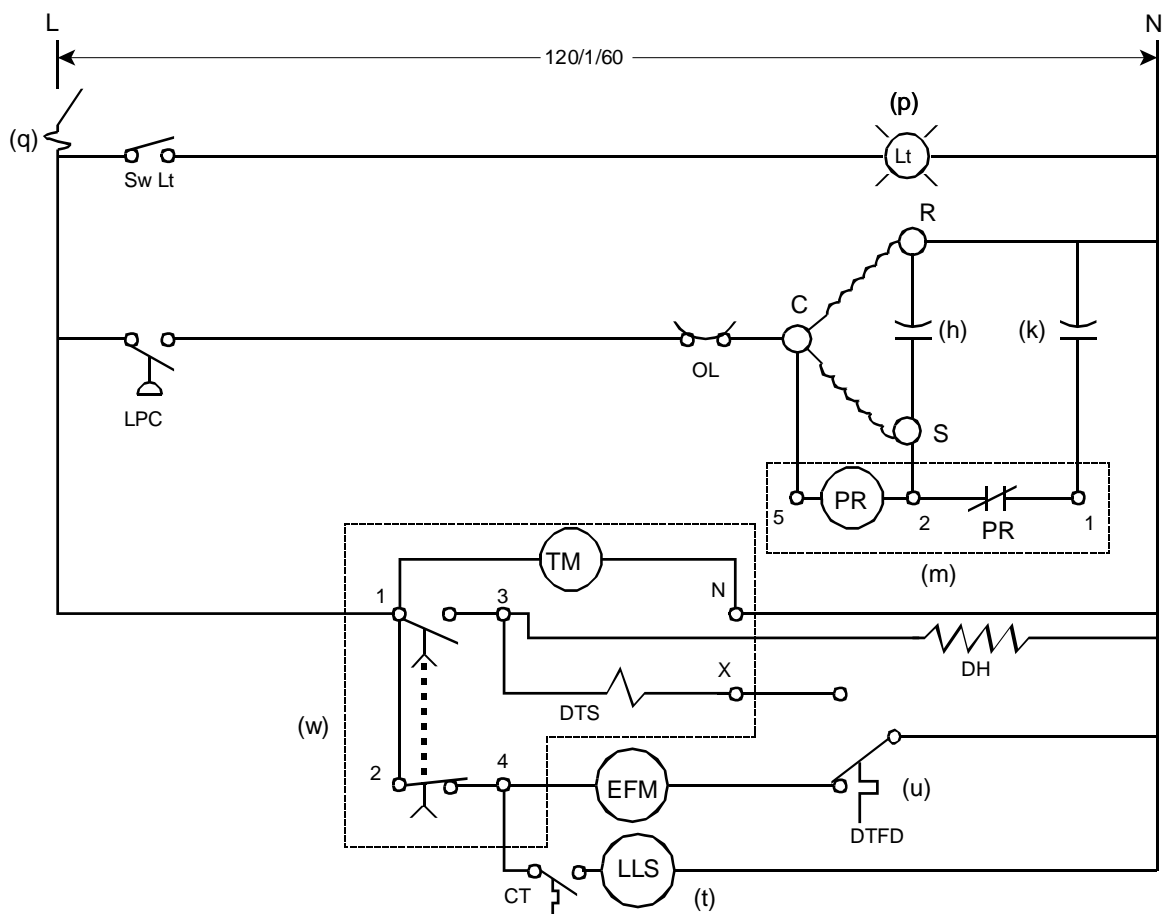 L
N
120/1/60
(p)
(q)
Lt
Sw Lt
R
C
(h)
(k)
OL
LPC
S
PR
5
2
PR
1
(m)
TM
1
3
N
DH
X
DTS
(w)
2
4
EFM
(u)
DTFD
LLS
CT
(t)